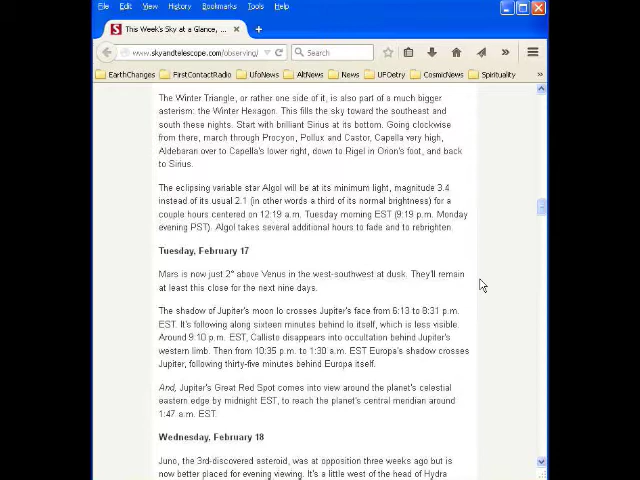 File Edit View History Bookmarks Tools Help
This Week's Sky at a Glance, ...
www.skyandtelescope.com/observing/ Search
EarthChanges FirstContactRadio UfoNews AltNews News UFOetry CosmicNews Spirituality
The Winter Triangle, or rather one side of it, is also part of a much bigger
asterism: the Winter Hexagon. This fills the sky toward the southeast and
south these nights. Start with brilliant Sirius at its bottom. Going clockwise
from there, march through Procyon, Pollux and Castor, Capella very high,
Aldebaran over to Capella's lower right, down to Rigel in Orion's foot, and back
to Sirius.
The eclipsing variable star Algol will be at its minimum light, magnitude 3.4
instead of its usual 2.1 (in other words a third of its normal brightness) for a
couple hours centered on 12:19 a.m. Tuesday morning EST (9:19 p.m. Monday
evening PST). Algol takes several additional hours to fade and to rebrighten.
Tuesday, February 17
Mars is now just 2° above Venus in the west-southwest at dusk. They'll remain
at least this close for the next nine days.
The shadow of Jupiter's moon Io crosses Jupiter's face from 6:13 to 8:31 p.m.
EST. It's following along sixteen minutes behind Io itself, which is less visible.
Around 9:10 p.m. EST, Callisto disappears into occultation behind Jupiter's
western limb. Then from 10:35 p.m. to 1:30 a.m. EST Europa's shadow crosses
Jupiter, following thirty-five minutes behind Europa itself.
And, Jupiter's Great Red Spot comes into view around the planet's celestial
eastern edge by midnight EST, to reach the planet's central meridian around
1:47 a.m. EST.
Wednesday, February 18
Juno, the 3rd-discovered asteroid, was at opposition three weeks ago but is
now better placed for evening viewing. It's a little west of the head of Hydra